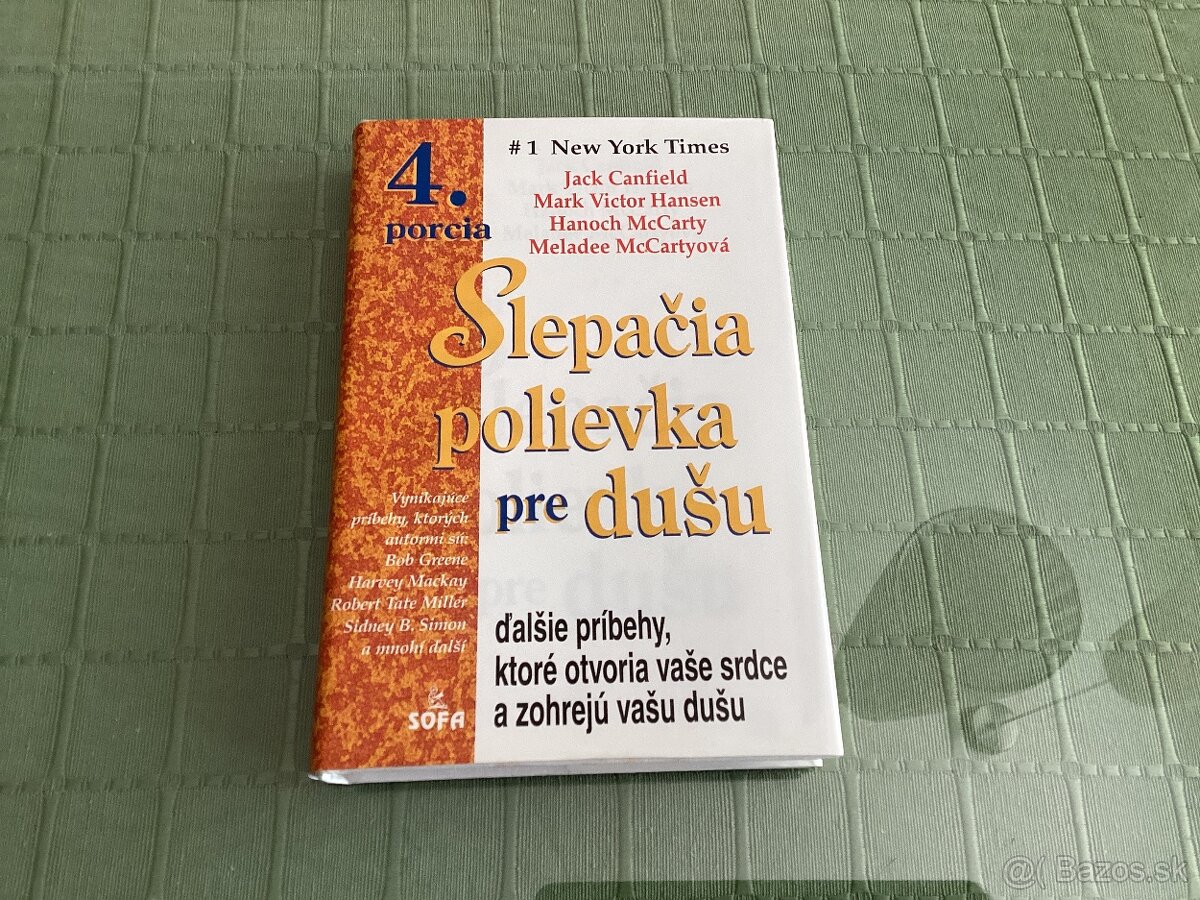 4.
porcia
# 1 New York Times
Jack Canfield
Mark Victor Hansen
Hanoch McCarty
Meladee McCartyová
Slepačia
polievka
pre dušu
Vynikajúce
príbehy, ktorých
autormi sú:
Bob Greene
Harvey Mackay
Robert Tate Miller
Sidney B. Simon
a mnohí ďalší
SOFA
ďalšie príbehy,
ktoré otvoria vaše srdce
a zohrejú vašu dušu
@( Bazos.sk